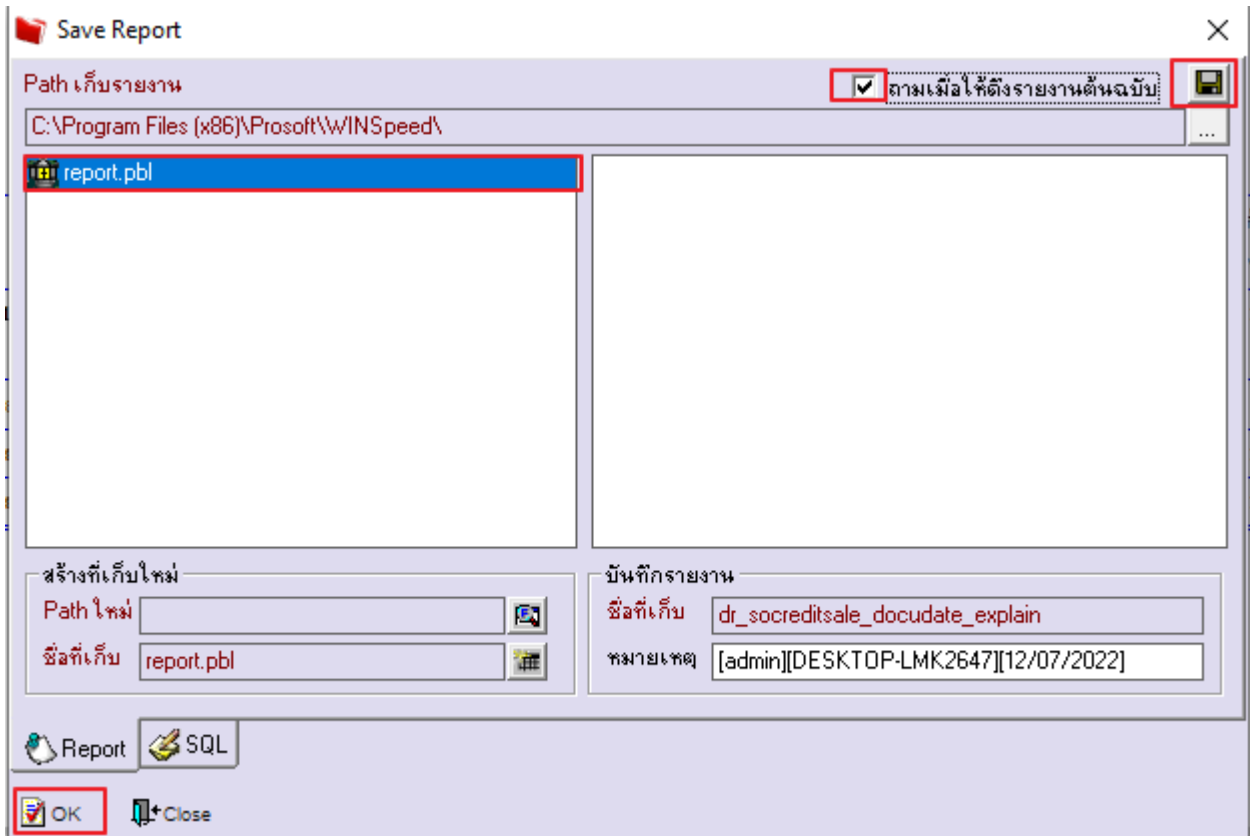 Save Report
Path เก็บรายงาน
ถามเมื่อให้ดึงรายงานต้นฉบับ
C:\Program Files (x86)\Prosoft\WINSpeed\
...
report.pbl
สร้างที่เก็บใหม่
Path ใหม่
ชื่อที่เก็บ report.pbl
บันทึกรายงาน
ชื่อที่เก็บ dr_socreditsale_docudate_explain
หมายเหตุ [admin][DESKTOP-LMK2647][12/07/2022]
Report SQL
OK Close